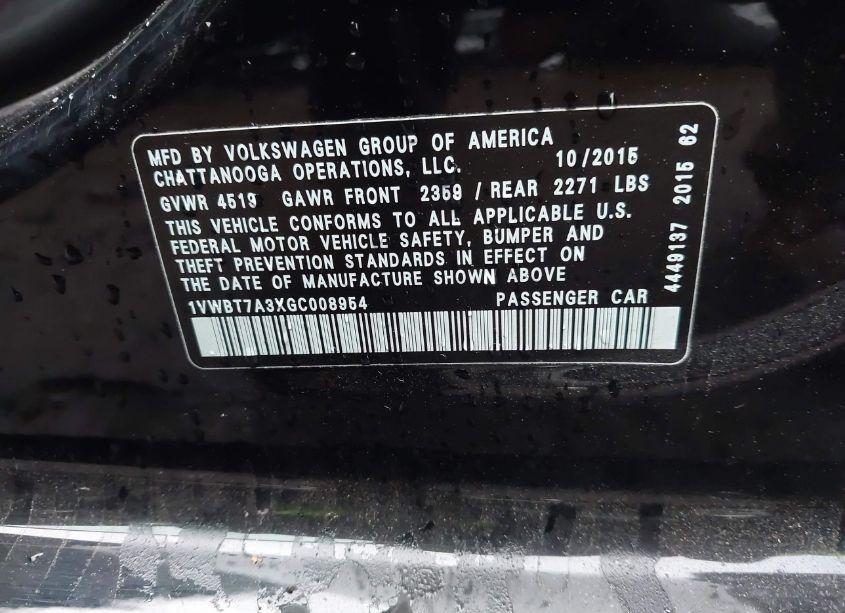 MFD BY VOLKSWAGEN GROUP OF AMERICA
CHATTANOOGA OPERATIONS, LLC. 10/2015
GVWR 4519 GAWR FRONT 2359 / REAR 2271 LBS
THIS VEHICLE CONFORMS TO ALL APPLICABLE U.S.
FEDERAL MOTOR VEHICLE SAFETY, BUMPER AND
THEFT PREVENTION STANDARDS IN EFFECT ON
THE DATE OF MANUFACTURE SHOWN ABOVE
1VWBT7A3XGC008954 PASSENGER CAR
4449137 2015 62